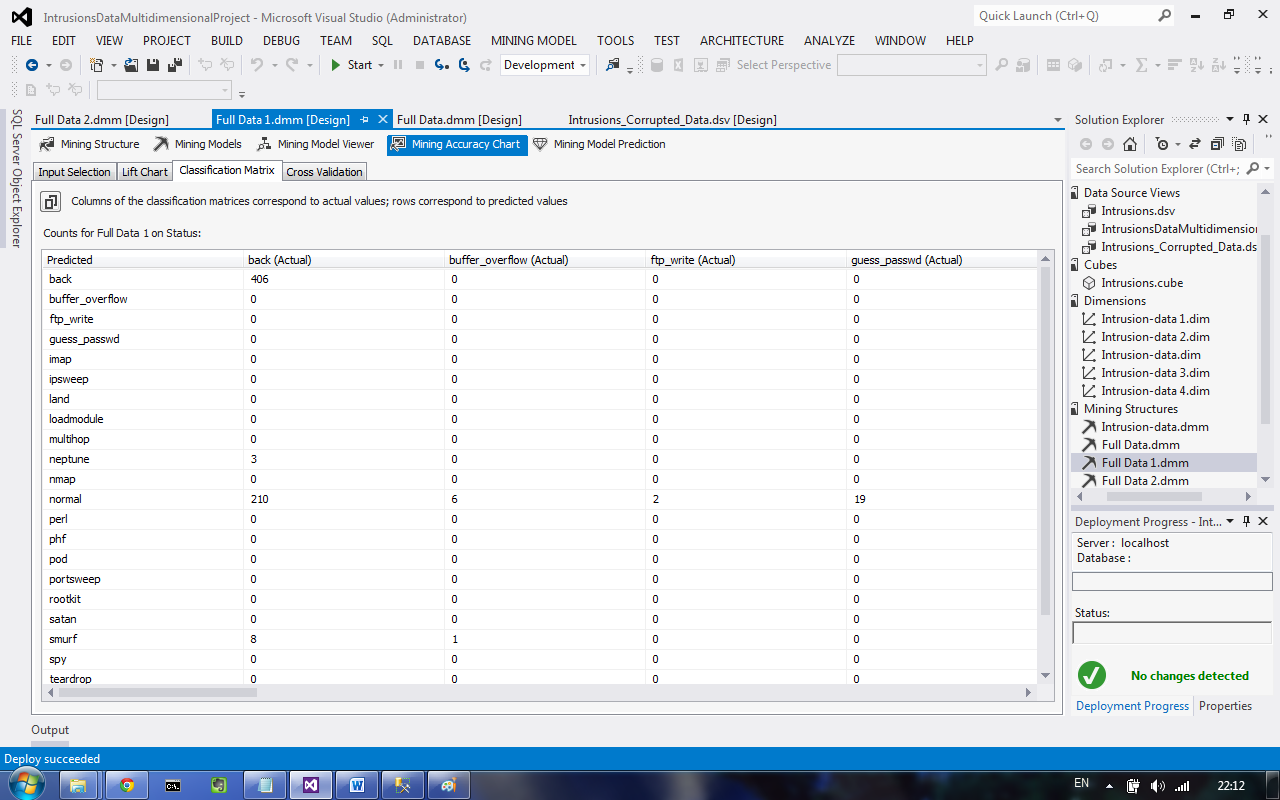 IntrusionsDataMultidimensionalProject - Microsoft Visual Studio (Administrator)
Quick Launch (Ctrl+Q)
FILE EDIT VIEW PROJECT BUILD DEBUG TEAM SQL DATABASE MINING MODEL TOOLS TEST ARCHITECTURE ANALYZE WINDOW HELP
Start Development Select Perspective
SQL Server Object Explorer
Full Data 2.dmm [Design] Full Data 1.dmm [Design] Full Data.dmm [Design] Intrusions_Corrupted_Data.dsv [Design]
Mining Structure Mining Models Mining Model Viewer Mining Accuracy Chart Mining Model Prediction
Input Selection Lift Chart Classification Matrix Cross Validation
Columns of the classification matrices correspond to actual values; rows correspond to predicted values
Counts for Full Data 1 on Status:
Predicted back (Actual) buffer_overflow (Actual) ftp_write (Actual) guess_passwd (Actual)
back 406 0 0 0
buffer_overflow 0 0 0 0
ftp_write 0 0 0 0
guess_passwd 0 0 0 0
imap 0 0 0 0
ipsweep 0 0 0 0
land 0 0 0 0
loadmodule 0 0 0 0
multihop 0 0 0 0
neptune 3 0 0 0
nmap 0 0 0 0
normal 210 6 2 19
perl 0 0 0 0
phf 0 0 0 0
pod 0 0 0 0
portsweep 0 0 0 0
rootkit 0 0 0 0
satan 0 0 0 0
smurf 8 1 0 0
spy 0 0 0 0
teardrop 0 0 0 0
Solution Explorer
Search Solution Explorer (Ctrl+;
Data Source Views
Intrusions.dsv
IntrusionsDataMultidimension
Intrusions_Corrupted_Data.ds
Cubes
Intrusions.cube
Dimensions
Intrusion-data 1.dim
Intrusion-data 2.dim
Intrusion-data.dim
Intrusion-data 3.dim
Intrusion-data 4.dim
Mining Structures
Intrusion-data.dmm
Full Data.dmm
Full Data 1.dmm
Full Data 2.dmm
Deployment Progress - Int...
Server : localhost
Database :
Status:
No changes detected
Deployment Progress Properties
Output
Deploy succeeded
EN 22:12